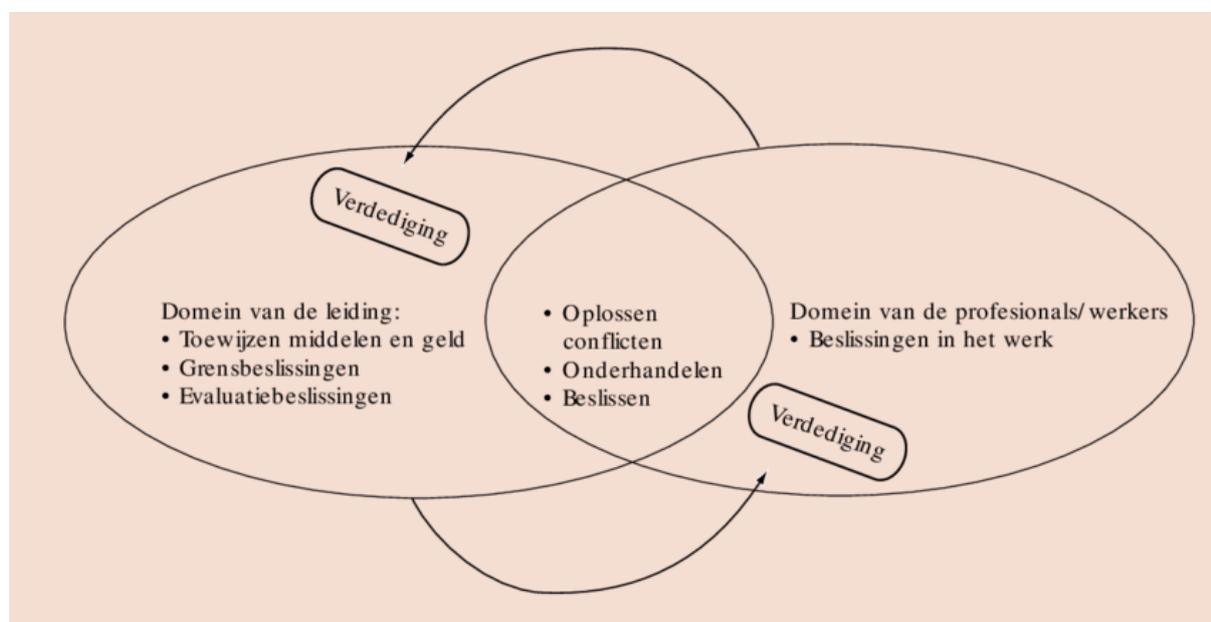 Verdediging
Domein van de leiding:
• Toewijzen middelen en geld
• Grensbeslissingen
• Evaluatiebeslissingen
• Oplossen
conflicten
• Onderhandelen
• Beslissen
Domein van de profesionals/werkers
• Beslissingen in het werk
Verdediging